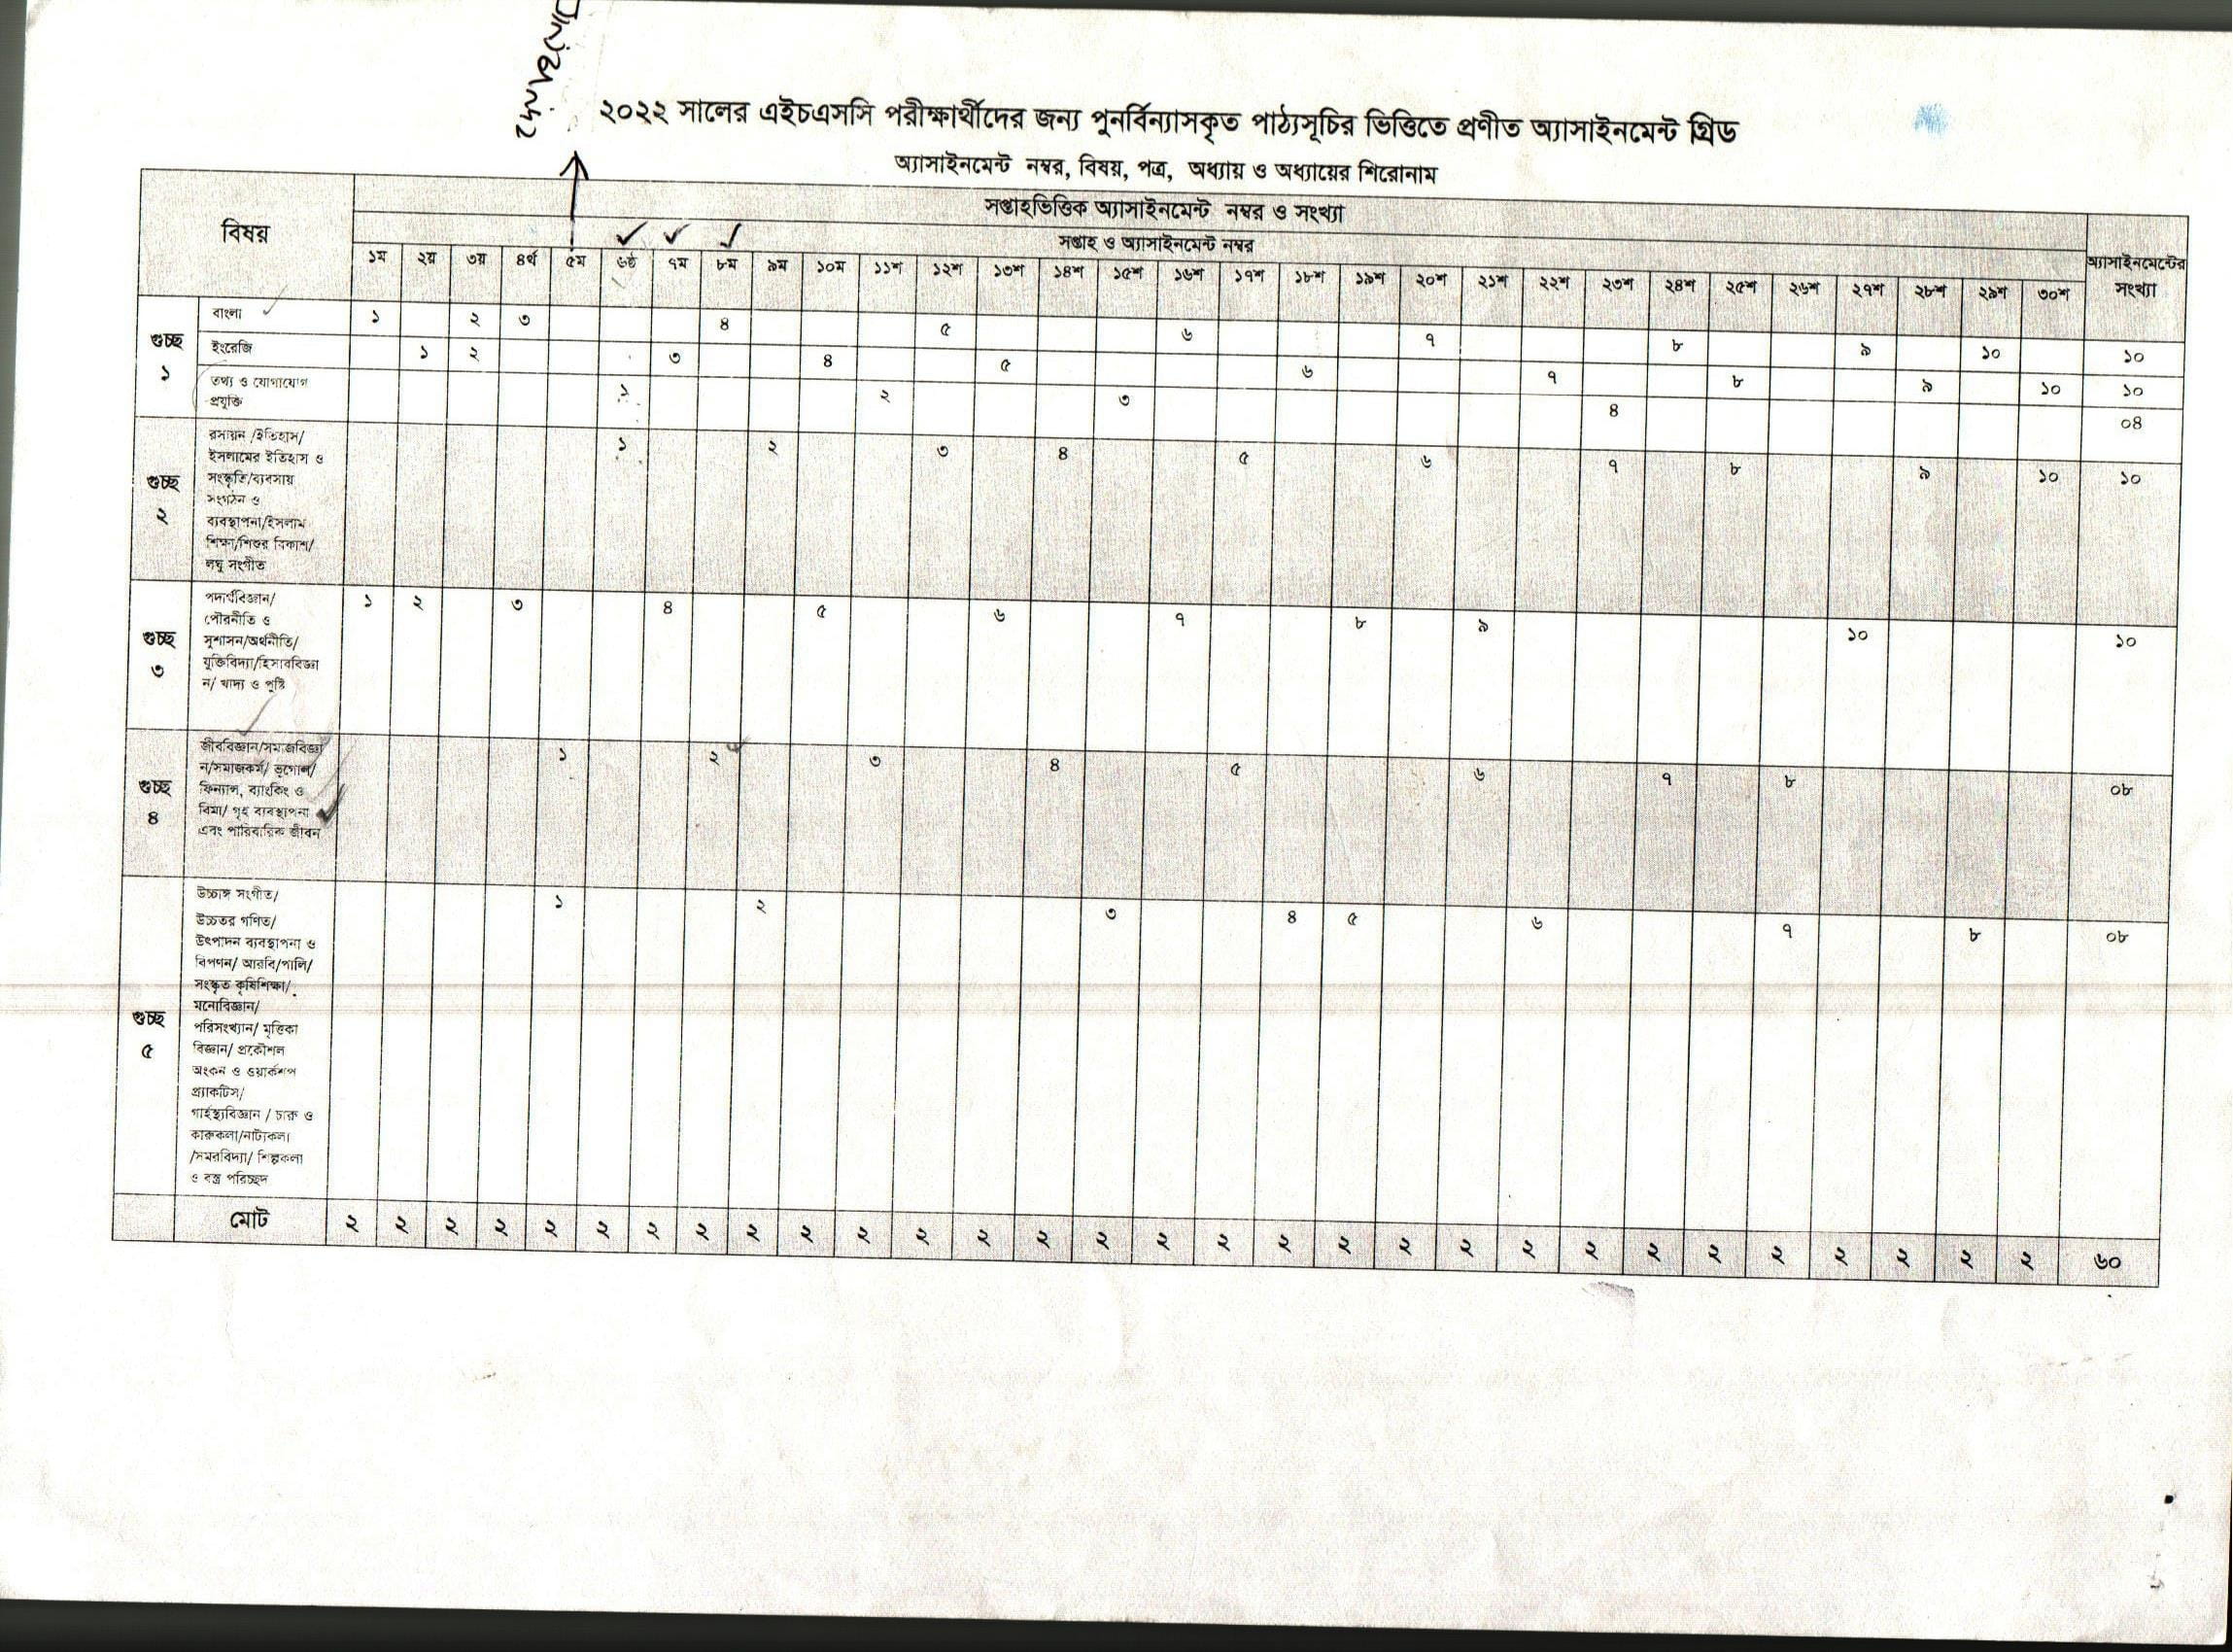 ২০২২ সালের এইচএসসি পরীক্ষার্থীদের জন্য পুনর্বিন্যাসকৃত পাঠ্যসূচির ভিত্তিতে প্রণীত অ্যাসাইনমেন্ট গ্রিড
অ্যাসাইনমেন্ট নম্বর, বিষয়, পত্র, অধ্যায় ও অধ্যায়ের শিরোনাম
বিষয়
সপ্তাহভিত্তিক অ্যাসাইনমেন্ট নম্বর ও সংখ্যা
সপ্তাহ ও অ্যাসাইনমেন্ট নম্বর
অ্যাসাইনমেন্টের
সংখ্যা
১ম ২য় ৩য় ৪র্থ ৫ম ৬ষ্ঠ ৭ম ৮ম ৯ম ১০ম ১১শ ১২শ ১৩শ ১৪শ ১৫শ ১৬শ ১৭শ ১৮শ ১৯শ ২০শ ২১শ ২২শ ২৩শ ২৪শ ২৫শ ২৬শ ২৭শ ২৮শ ২৯শ ৩০শ
গুচ্ছ
১
বাংলা ১ ২ ৩ ৪ ৫ ৬ ৭ ৮ ৯ ১০ ১০
ইংরেজি ১ ২ ৩ ৪ ৫ ৬ ৭ ৮ ৯ ১০ ১০
তথ্য ও যোগাযোগ
প্রযুক্তি ১ ২ ৩ ৪ ০৪
গুচ্ছ
২
রসায়ন /ইতিহাস/ ১ ২ ৩ ৪ ৫ ৬ ৭ ৮ ৯ ১০ ১০
ইসলামের ইতিহাস ও
সংস্কৃতি/ব্যবসায়
সংগঠন ও
ব্যবস্থাপনা/ইসলাম
শিক্ষা/শিশুর বিকাশ/
লঘু সংগীত
গুচ্ছ
৩
পদার্থবিজ্ঞান/ ১ ২ ৩ ৪ ৫ ৬ ৭ ৮ ৯ ১০ ১০
পৌরনীতি ও
সুশাসন/অর্থনীতি/
যুক্তিবিদ্যা/হিসাববিজ্ঞা
ন/ খাদ্য ও পুষ্টি
গুচ্ছ
৪
জীববিজ্ঞান/সমাজবিজ্ঞা ১ ২ ৩ ৪ ৫ ৬ ৭ ৮ ০৮
ন/সমাজকর্ম/ ভূগোল/
ফিন্যান্স, ব্যাংকিং ও
বিমা/ গৃহ ব্যবস্থাপনা
এবং পারিবারিক জীবন
গুচ্ছ
৫
উচ্চাঙ্গ সংগীত/ ১ ২ ৩ ৪ ৫ ৬ ৭ ৮ ০৮
উচ্চতর গণিত/
উৎপাদন ব্যবস্থাপনা ও
বিপণন/ আরবি/পালি/
সংস্কৃত কৃষিশিক্ষা/
মনোবিজ্ঞান/
পরিসংখ্যান/ মৃত্তিকা
বিজ্ঞান/ প্রকৌশল
অংকন ও ওয়ার্কশপ
প্র্যাকটিস/
গার্হস্থ্যবিজ্ঞান / চারু ও
কারুকলা/নাট্যকলা
/সমরবিদ্যা/ শিল্পকলা
ও বস্ত্র পরিচ্ছদ
মোট ২ ২ ২ ২ ২ ২ ২ ২ ২ ২ ২ ২ ২ ২ ২ ২ ২ ২ ২ ২ ২ ২ ২ ২ ২ ২ ২ ২ ২ ২ ৬০